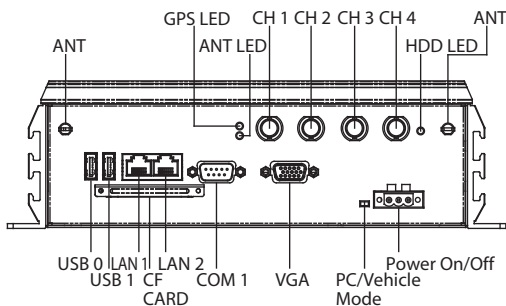 GPS LED
CH 1 CH 2 CH 3 CH 4
ANT
ANT
ANT LED
HDD LED
USB 0
LAN 1
LAN 2
Power On/Off
USB 1
CF
CARD
COM 1
VGA
PC/Vehicle
Mode